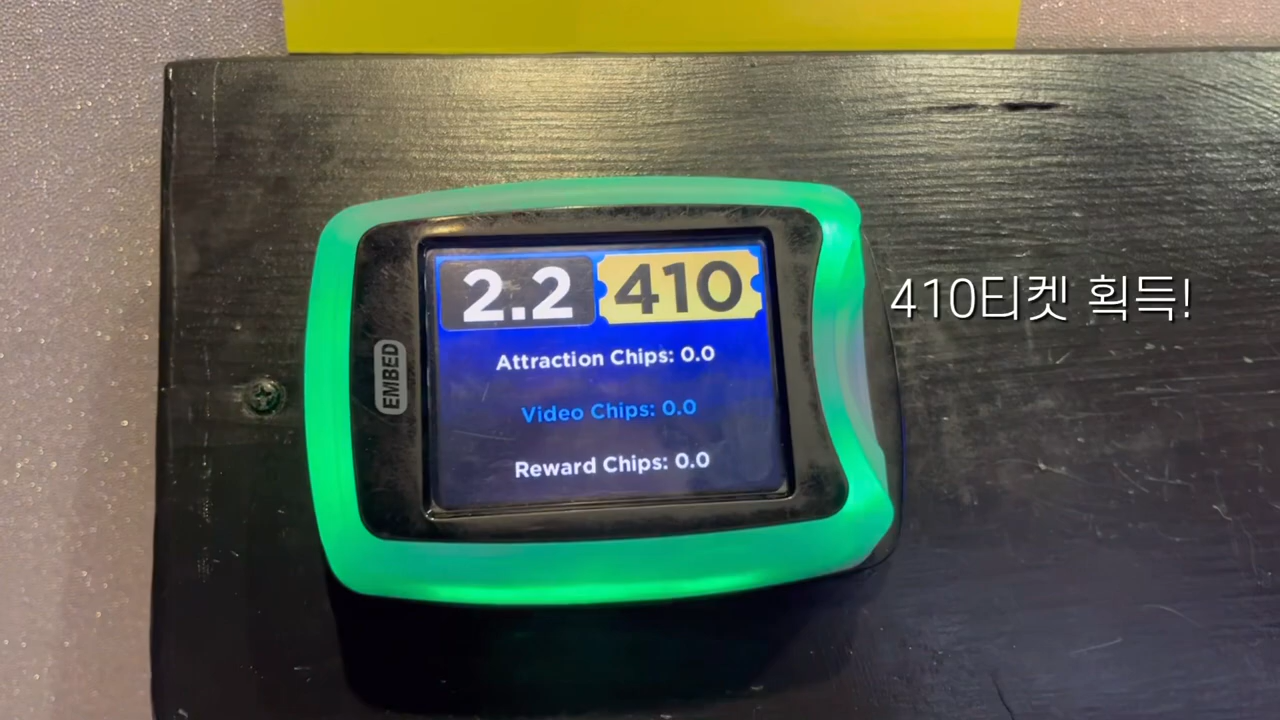 2.2 410
Attraction Chips: 0.0
Video Chips: 0.0
Reward Chips: 0.0
EMBED
410티켓 획득!